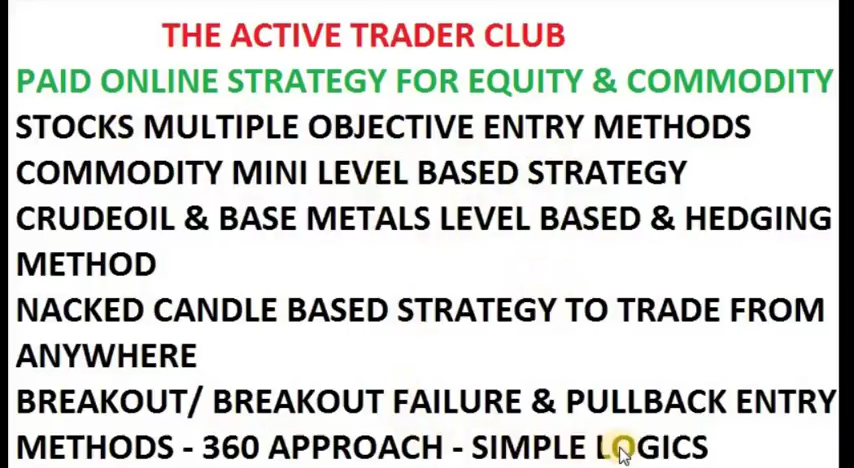 THE ACTIVE TRADER CLUB
PAID ONLINE STRATEGY FOR EQUITY & COMMODITY
STOCKS MULTIPLE OBJECTIVE ENTRY METHODS
COMMODITY MINI LEVEL BASED STRATEGY
CRUDEOIL & BASE METALS LEVEL BASED & HEDGING
METHOD
NACKED CANDLE BASED STRATEGY TO TRADE FROM
ANYWHERE
BREAKOUT/ BREAKOUT FAILURE & PULLBACK ENTRY
METHODS - 360 APPROACH - SIMPLE LOGICS